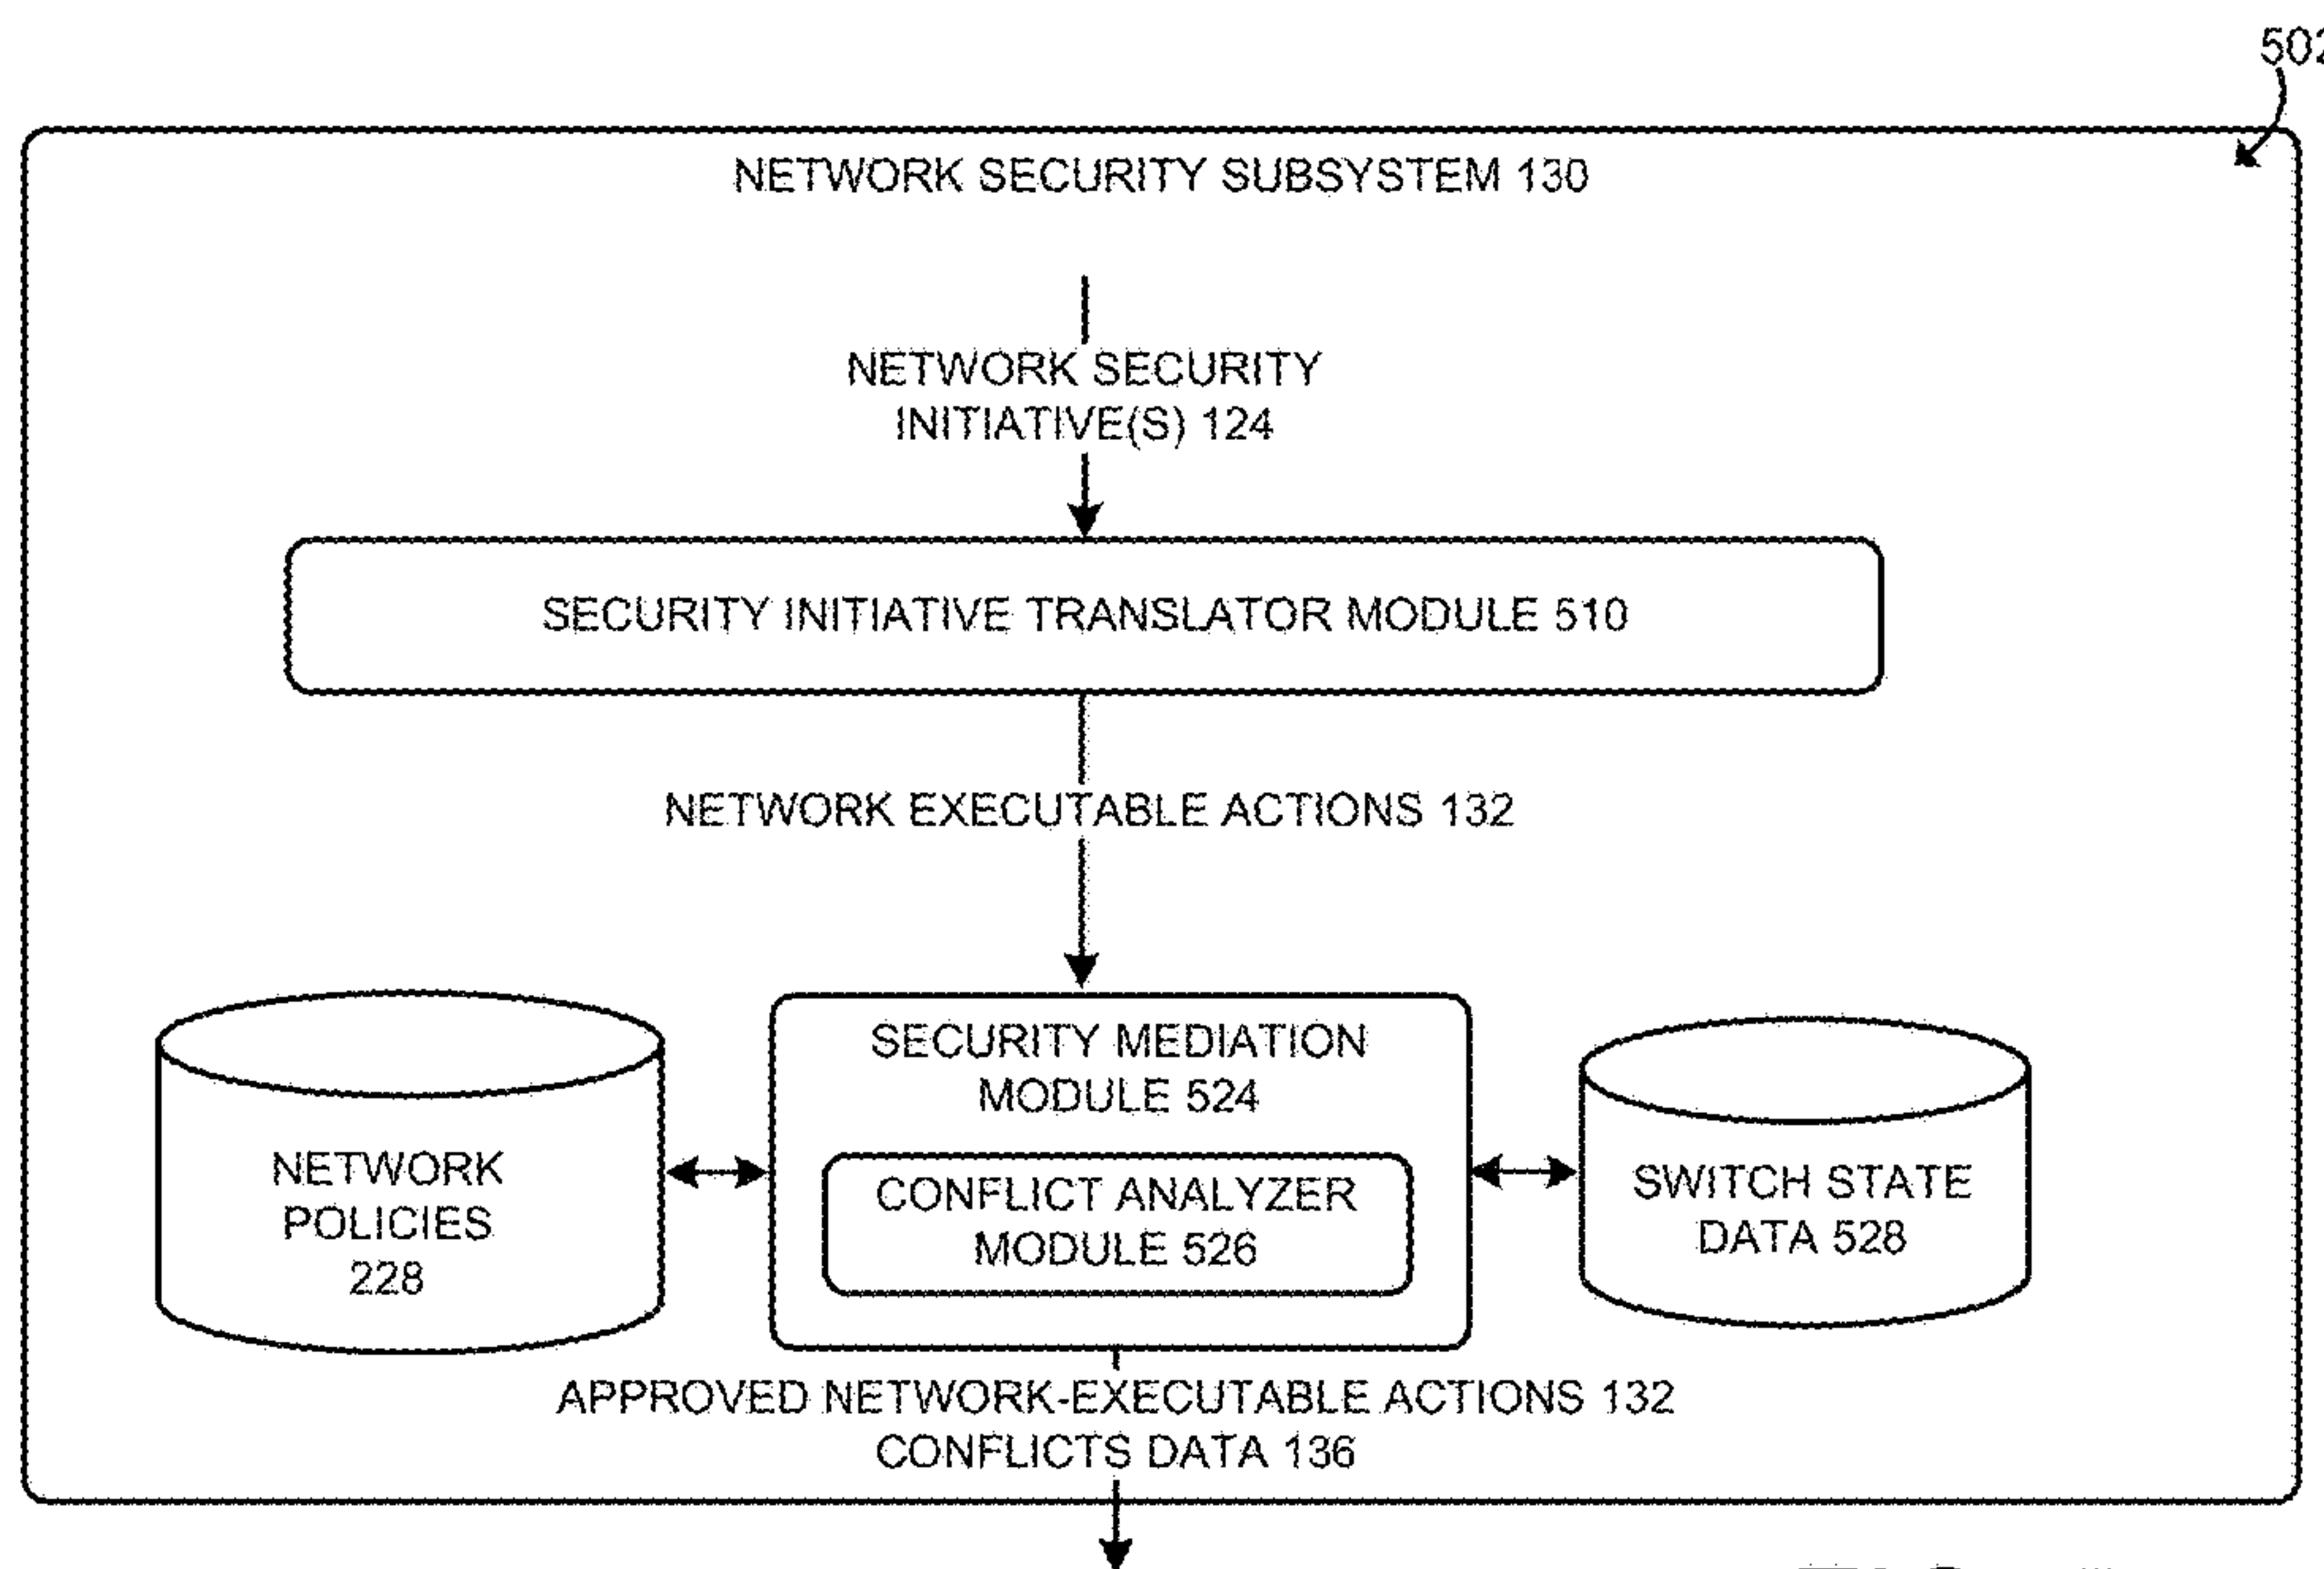 502
NETWORK SECURITY SUBSYSTEM 130
NETWORK SECURITY
INITIATIVE(S) 124
SECURITY INITIATIVE TRANSLATOR MODULE 510
NETWORK EXECUTABLE ACTIONS 132
NETWORK
POLICIES
228
SECURITY MEDIATION
MODULE 524
CONFLICT ANALYZER
MODULE 526
SWITCH STATE
DATA 528
APPROVED NETWORK-EXECUTABLE ACTIONS 132
CONFLICTS DATA 136